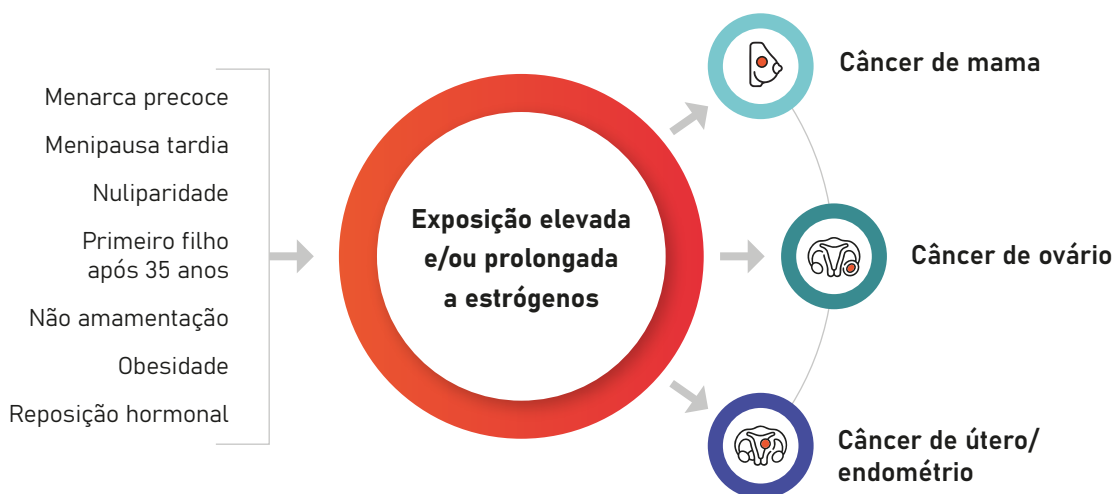 Menarca precoce
Menipausa tardia
Nuliparidade
Primeiro filho
após 35 anos
Não amamentação
Obesidade
Reposição hormonal
Exposição elevada
e/ou prolongada
a estrógenos
Câncer de mama
Câncer de ovário
Câncer de útero/
endométrio